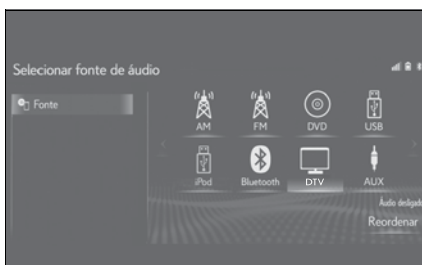 Selecionar fonte de áudio
Fonte
AM FM DVD USB
iPod Bluetooth DTV AUX
Áudio desligado
Reordenar